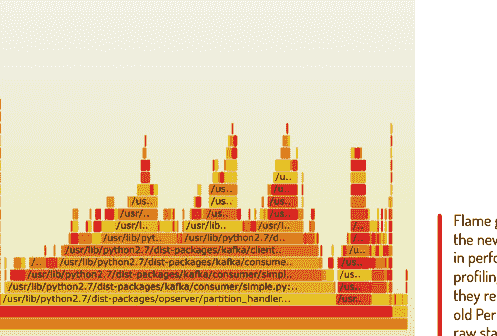 /u..
/us.. /us..
/us.. /us.. /u..
/usr/.. /us.. /us..
/usr/l.. /usr/lib.. /usr/l..
/usr/lib/pyt.. /usr/lib/python2.7/d..
/usr/lib/python2.7/dist-packages/kafka/client..
/usr/lib/python2.7/dist-packages/kafka/consume..
/usr/lib/python2.7/dist-packages/kafka/consumer/simpl.. /us..
/usr/lib/python2.7/dist-packages/kafka/consumer/simple.py:.. /us..
/usr/lib/python2.7/dist-packages/opserver/partition_handler...
Flame g
the new
in perfo
profilin
they re
old Per
raw sta